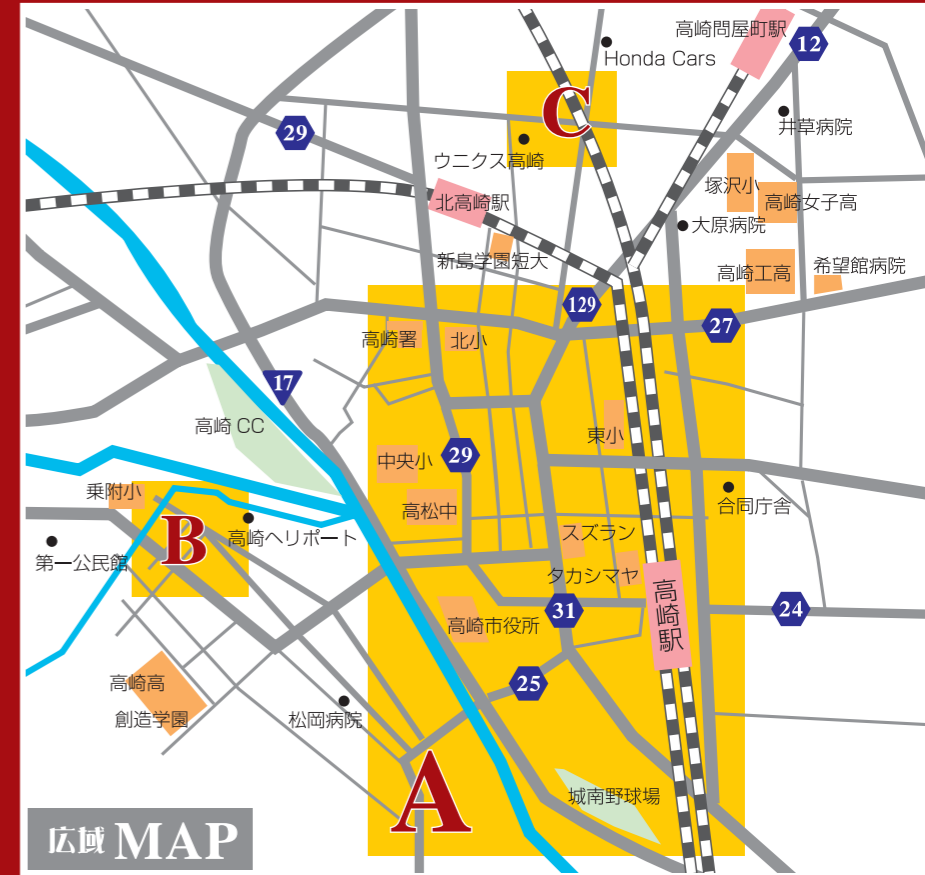 高崎問屋町駅
12
Honda Cars
C
井草病院
29
ウニクス高崎
塚沢小
北高崎駅
高崎女子高
大原病院
新島学園短大
高崎工高
希望館病院
129
27
高崎署
北小
17
高崎 CC
東小
中央小
29
乗附小
合同庁舎
高松中
B
高崎ヘリポート
スズラン
第一公民館
タカシマヤ
高崎駅
31
24
高崎市役所
高崎高
25
創造学園
松岡病院
A
城南野球場
広域 MAP